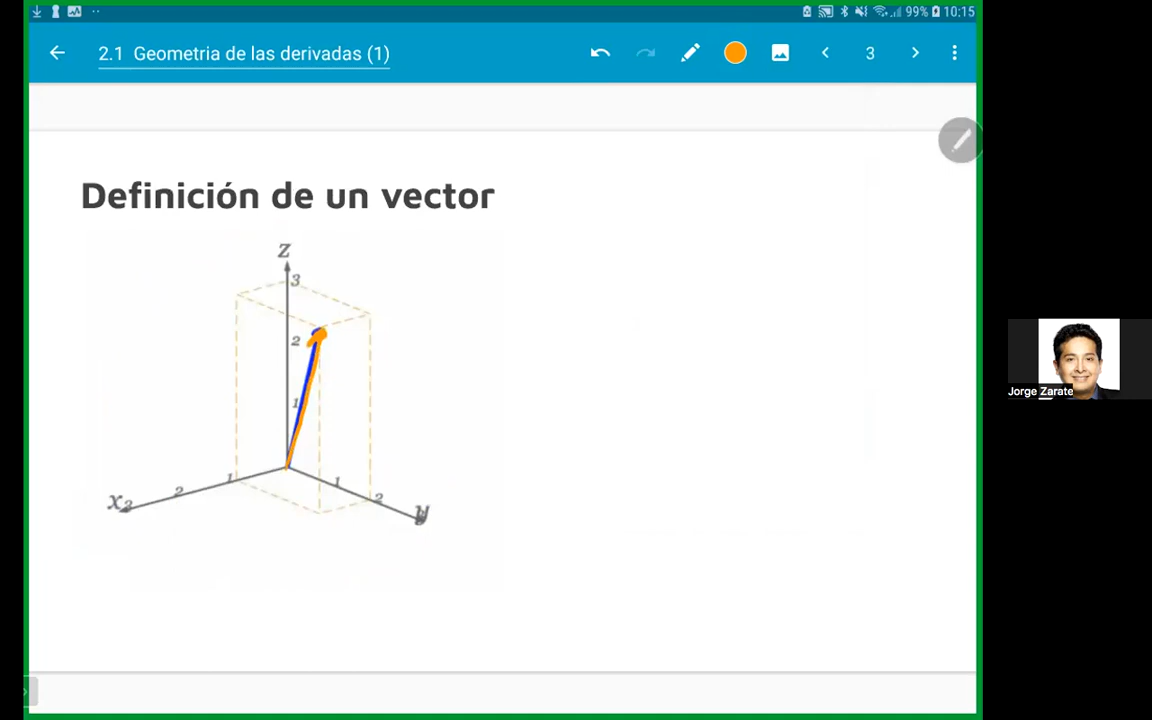 99% 10:15
2.1 Geometria de las derivadas (1)
3
Definición de un vector
z
3
2
1
1
2
x 3
1
2
y
Jorge Zarate